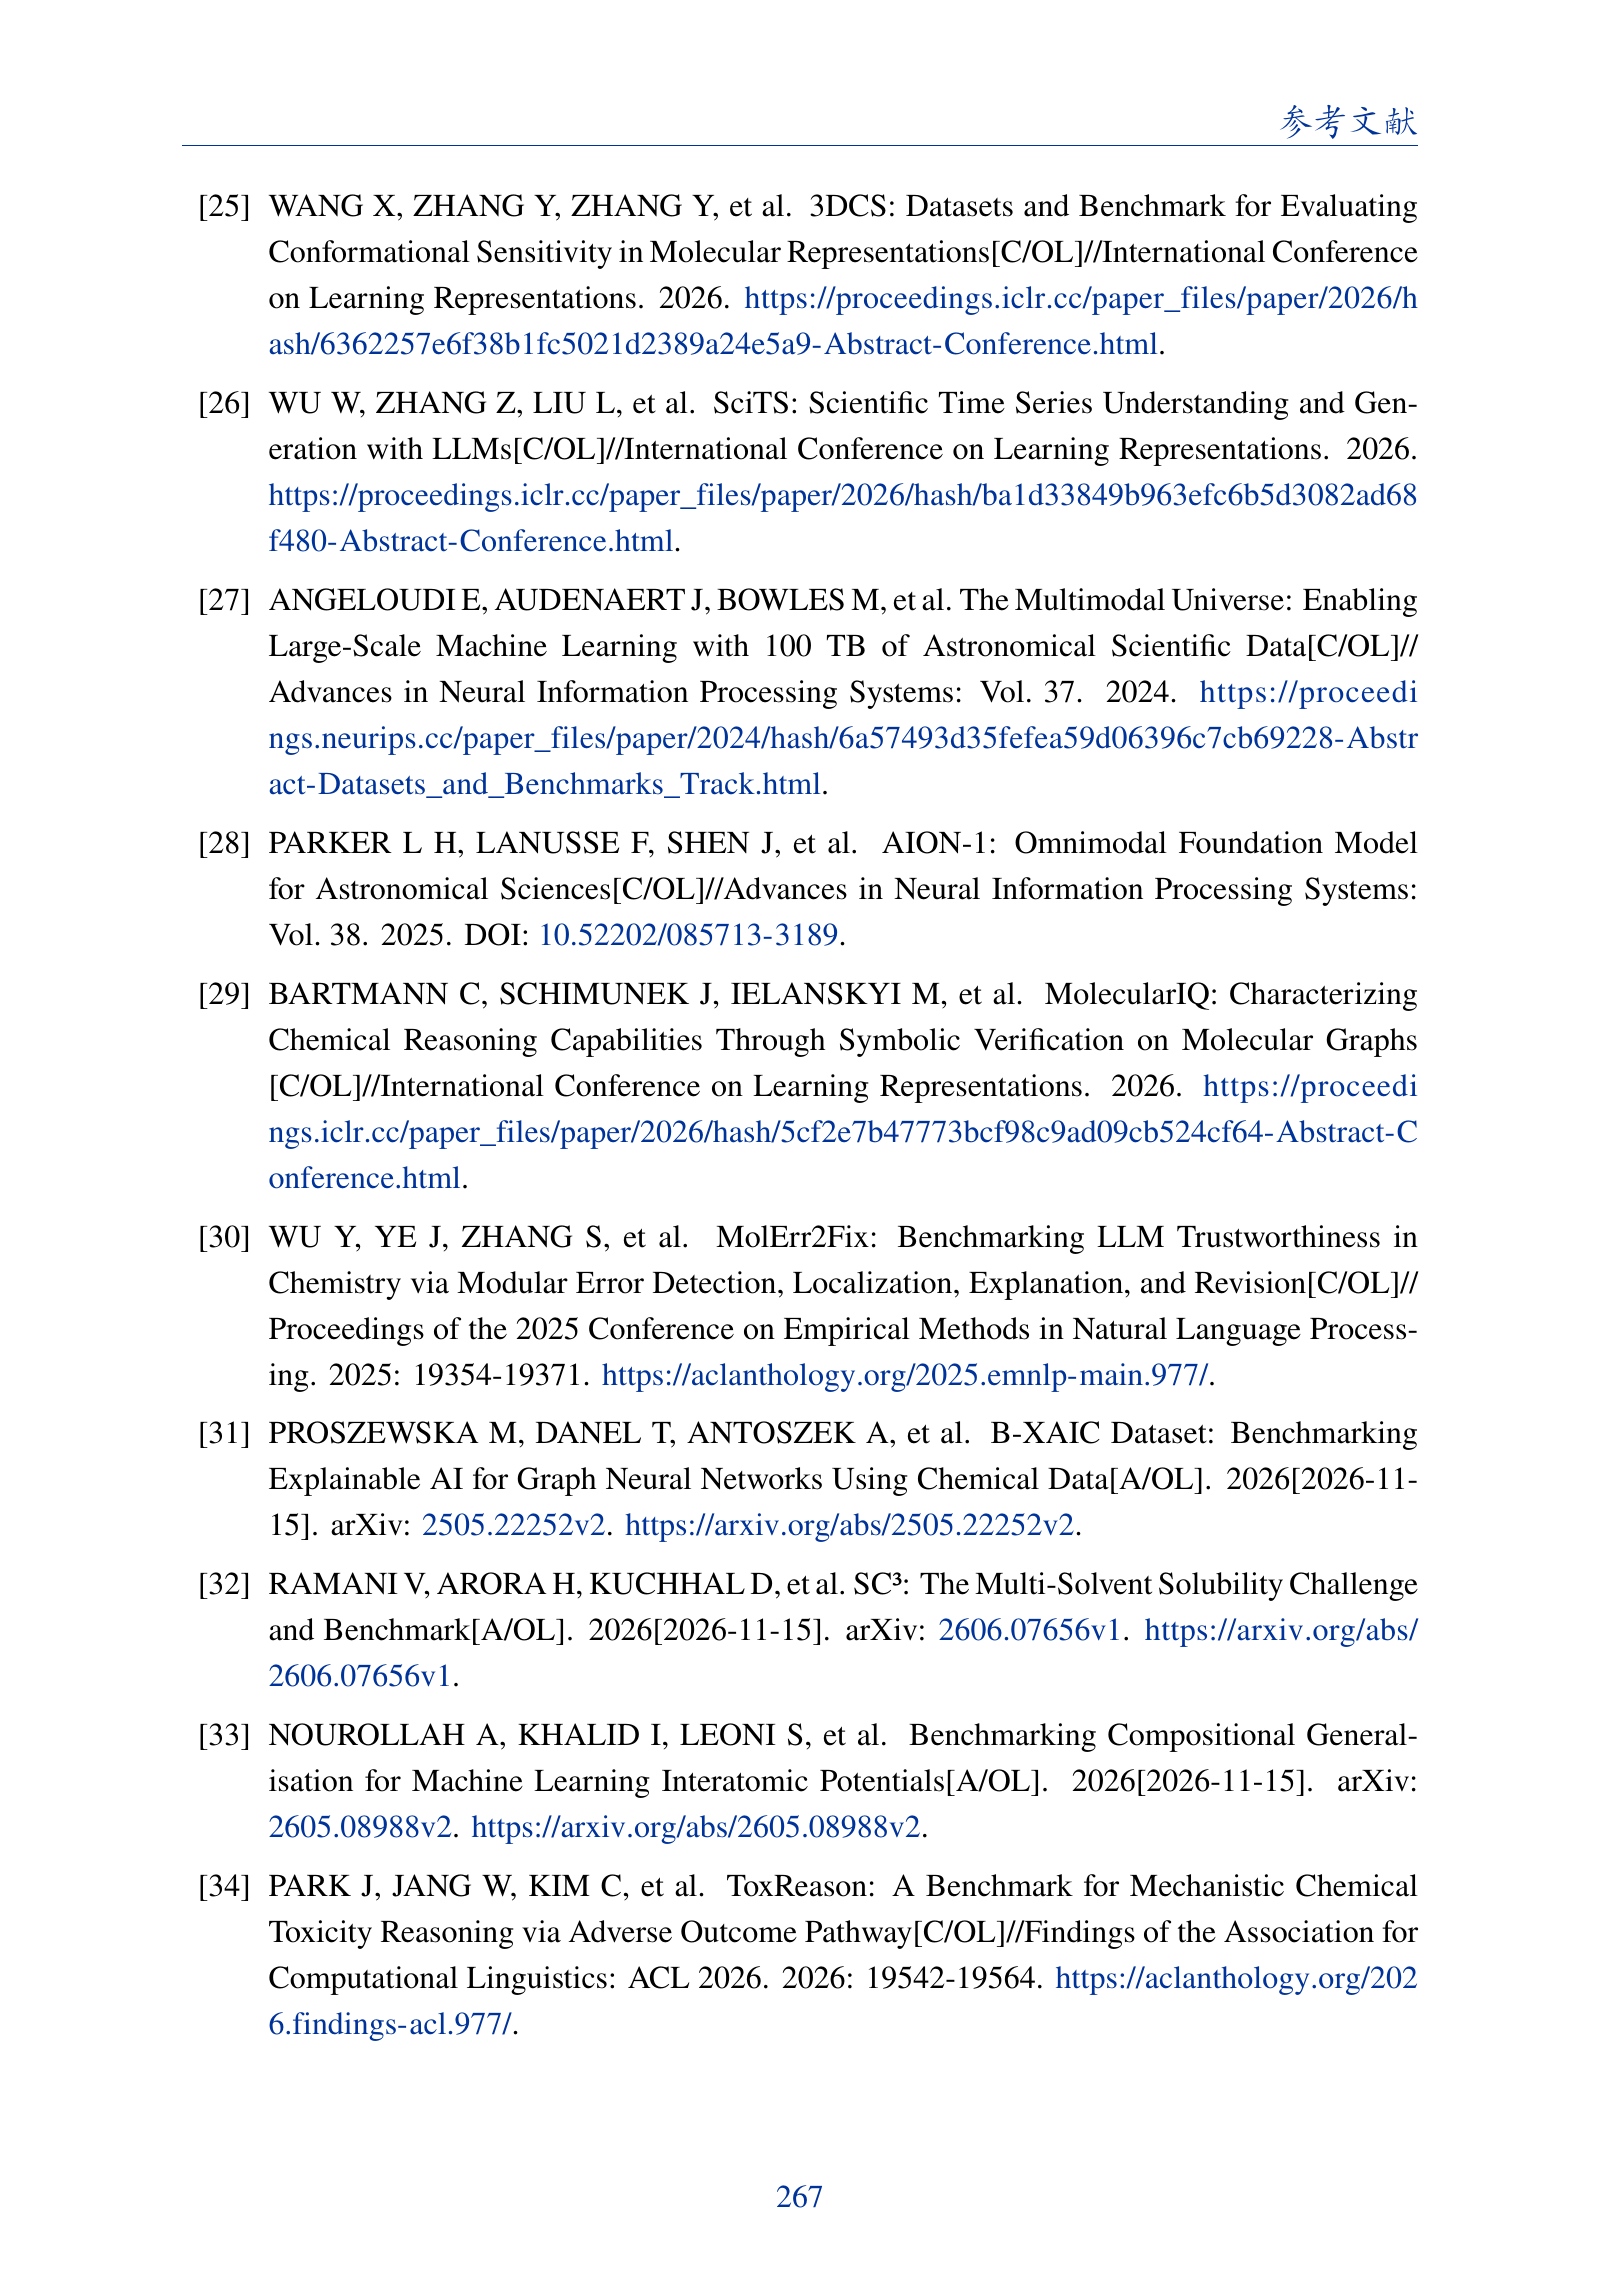 参考文献
[25] WANG X, ZHANG Y, ZHANG Y, et al. 3DCS: Datasets and Benchmark for Evaluating
Conformational Sensitivity in Molecular Representations[C/OL]//International Conference
on Learning Representations. 2026. https://proceedings.iclr.cc/paper_files/paper/2026/h
ash/6362257e6f38b1fc5021d2389a24e5a9-Abstract-Conference.html.
[26] WU W, ZHANG Z, LIU L, et al. SciTS: Scientific Time Series Understanding and Gen-
eration with LLMs[C/OL]//International Conference on Learning Representations. 2026.
https://proceedings.iclr.cc/paper_files/paper/2026/hash/ba1d33849b963efc6b5d3082ad68
f480-Abstract-Conference.html.
[27] ANGELOUDI E, AUDENAERT J, BOWLES M, et al. The Multimodal Universe: Enabling
Large-Scale Machine Learning with 100 TB of Astronomical Scientific Data[C/OL]//
Advances in Neural Information Processing Systems: Vol. 37. 2024. https://proceedi
ngs.neurips.cc/paper_files/paper/2024/hash/6a57493d35fefea59d06396c7cb69228-Abstr
act-Datasets_and_Benchmarks_Track.html.
[28] PARKER L H, LANUSSE F, SHEN J, et al. AION-1: Omnimodal Foundation Model
for Astronomical Sciences[C/OL]//Advances in Neural Information Processing Systems:
Vol. 38. 2025. DOI: 10.52202/085713-3189.
[29] BARTMANN C, SCHIMUNEK J, IELANSKYI M, et al. MolecularIQ: Characterizing
Chemical Reasoning Capabilities Through Symbolic Verification on Molecular Graphs
[C/OL]//International Conference on Learning Representations. 2026. https://proceedi
ngs.iclr.cc/paper_files/paper/2026/hash/5cf2e7b47773bcf98c9ad09cb524cf64-Abstract-C
onference.html.
[30] WU Y, YE J, ZHANG S, et al. MolErr2Fix: Benchmarking LLM Trustworthiness in
Chemistry via Modular Error Detection, Localization, Explanation, and Revision[C/OL]//
Proceedings of the 2025 Conference on Empirical Methods in Natural Language Process-
ing. 2025: 19354-19371. https://aclanthology.org/2025.emnlp-main.977/.
[31] PROSZEWSKA M, DANEL T, ANTOSZEK A, et al. B-XAIC Dataset: Benchmarking
Explainable AI for Graph Neural Networks Using Chemical Data[A/OL]. 2026[2026-11-
15]. arXiv: 2505.22252v2. https://arxiv.org/abs/2505.22252v2.
[32] RAMANI V, ARORA H, KUCHHAL D, et al. SC³: The Multi-Solvent Solubility Challenge
and Benchmark[A/OL]. 2026[2026-11-15]. arXiv: 2606.07656v1. https://arxiv.org/abs/
2606.07656v1.
[33] NOUROLLAH A, KHALID I, LEONI S, et al. Benchmarking Compositional General-
isation for Machine Learning Interatomic Potentials[A/OL]. 2026[2026-11-15]. arXiv:
2605.08988v2. https://arxiv.org/abs/2605.08988v2.
[34] PARK J, JANG W, KIM C, et al. ToxReason: A Benchmark for Mechanistic Chemical
Toxicity Reasoning via Adverse Outcome Pathway[C/OL]//Findings of the Association for
Computational Linguistics: ACL 2026. 2026: 19542-19564. https://aclanthology.org/202
6.findings-acl.977/.
267